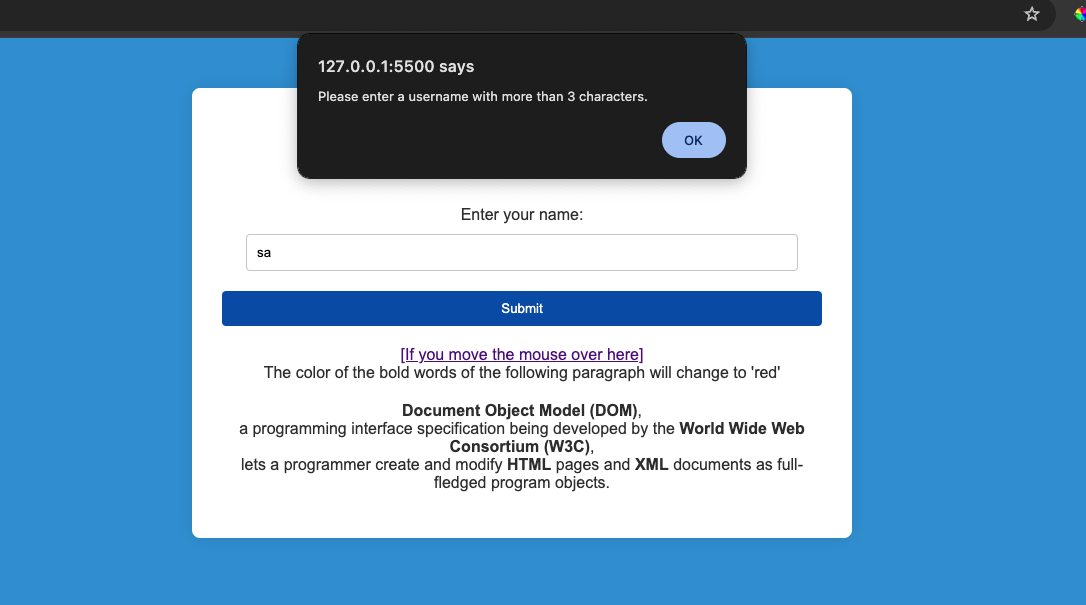 127.0.0.1:5500 says
Please enter a username with more than 3 characters.
OK
Enter your name:
sa
Submit
[If you move the mouse over here]
The color of the bold words of the following paragraph will change to 'red'
Document Object Model (DOM),
a programming interface specification being developed by the World Wide Web
Consortium (W3C),
lets a programmer create and modify HTML pages and XML documents as full-
fledged program objects.